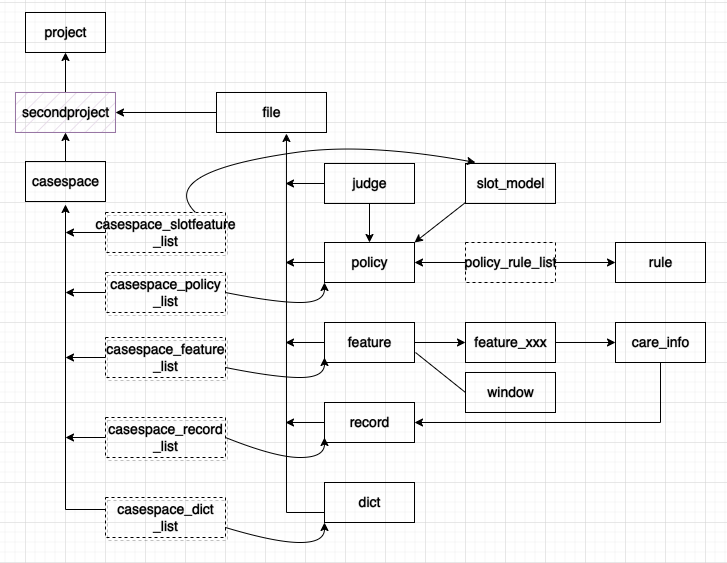 project
secondproject
file
casespace
judge
slot_model
casespace_slotfeature
_list
policy
policy_rule_list
rule
casespace_policy
_list
casespace_feature
_list
feature
feature_xxx
care_info
window
casespace_record
_list
record
casespace_dict
_list
dict